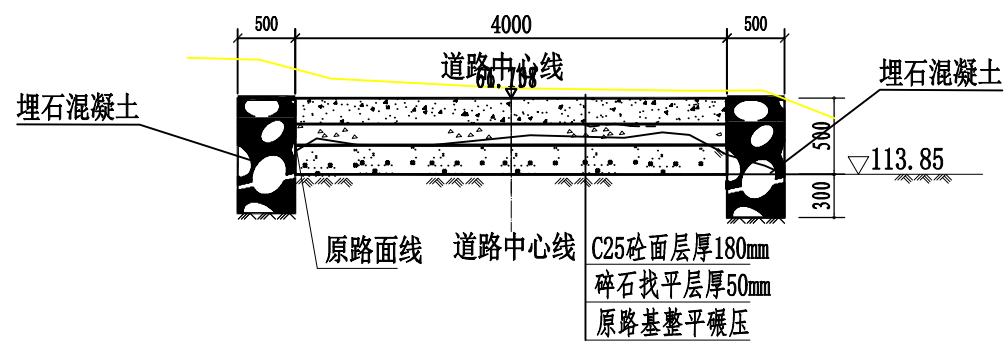 500
4000
500
道路中心线
埋石混凝土
埋石混凝土
500
113.85
300
原路面线
道路中心线
C25砼面层厚180mm
碎石找平层厚50mm
原路基整平碾压